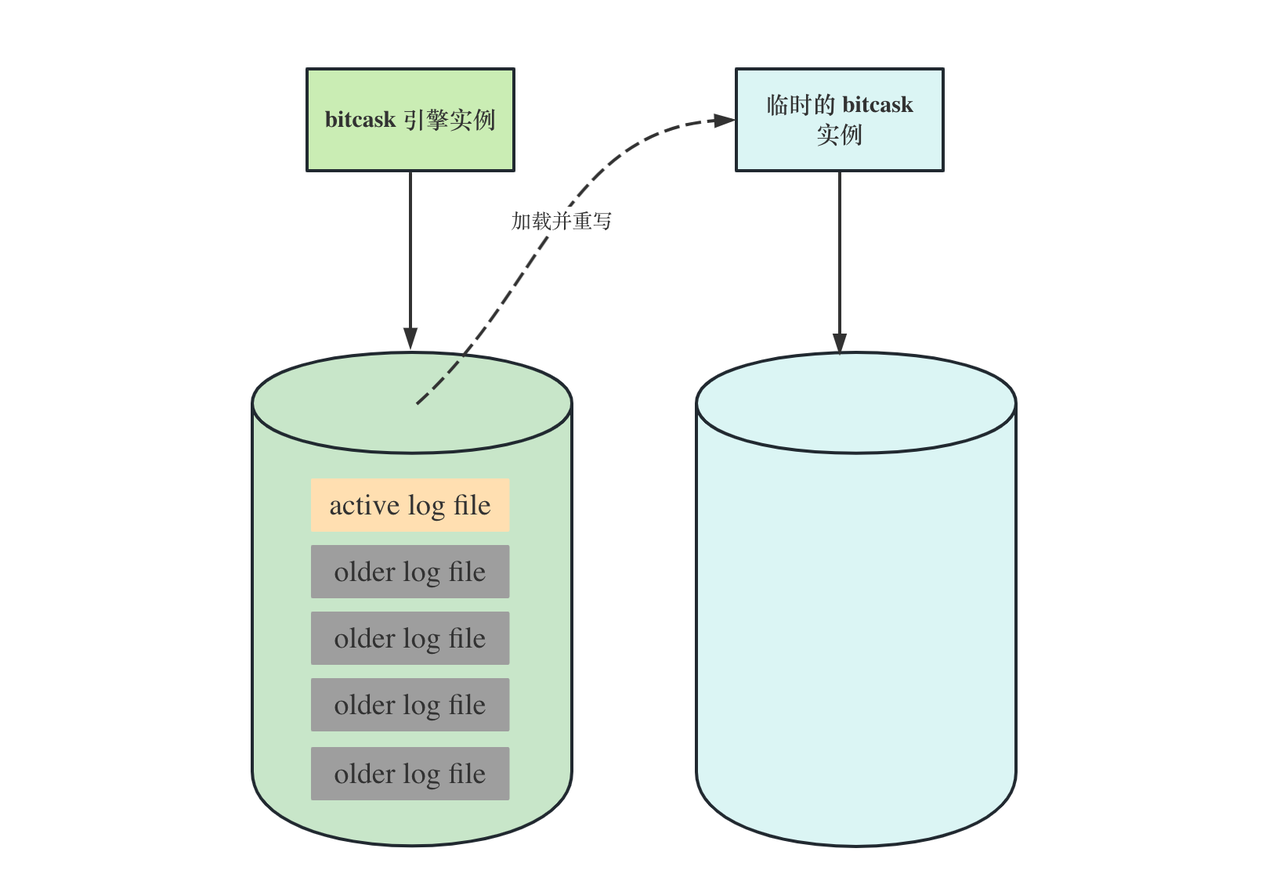 bitcask 引擎实例
临时的 bitcask
实例
加载并重写
active log file
older log file
older log file
older log file
older log file